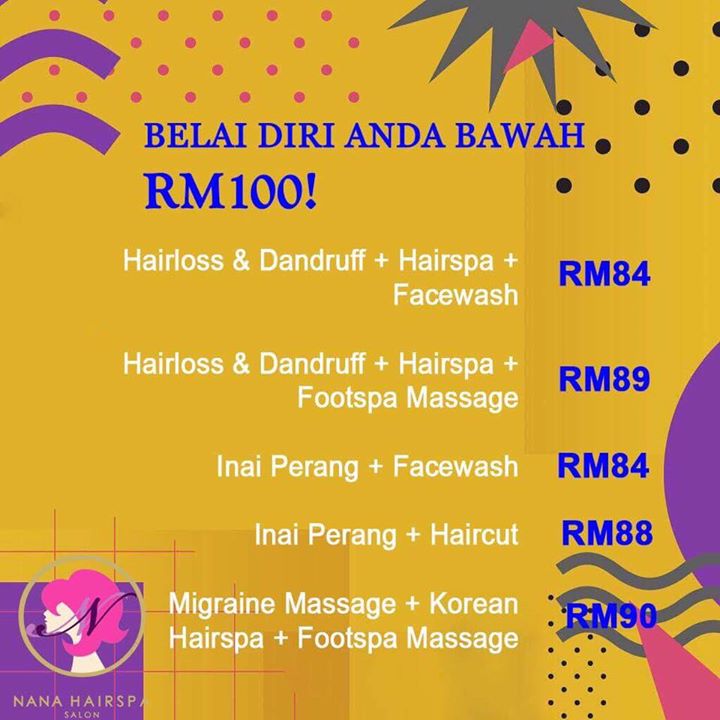 BELAI DIRI ANDA BAWAH
RM100!
Hairloss & Dandruff + Hairspa +
Facewash
RM84
Hairloss & Dandruff + Hairspa +
Footspa Massage
RM89
Inai Perang + Facewash
RM84
Inai Perang + Haircut
RM88
Migraine Massage + Korean
Hairspa + Footspa Massage
RM90
N
NANA HAIRSPA
SALON